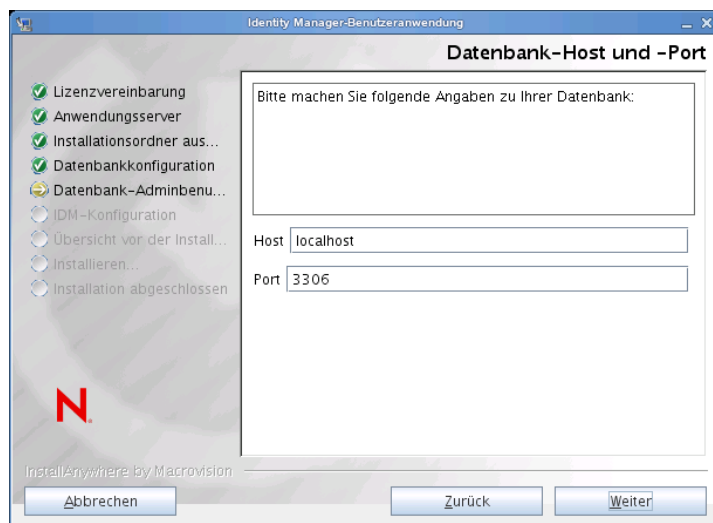 Identity Manager-Benutzeranwendung
Datenbank-Host und -Port
Lizenzvereinbarung
Anwendungsserver
Installationsordner aus...
Datenbankkonfiguration
Datenbank-Adminbenu...
IDM-Konfiguration
Übersicht vor der Install...
Installieren...
Installation abgeschlossen
Bitte machen Sie folgende Angaben zu Ihrer Datenbank:
Host localhost
Port 3306
N.
InstallAnywhere by Macrovision
Abbrechen
Zurück
Weiter